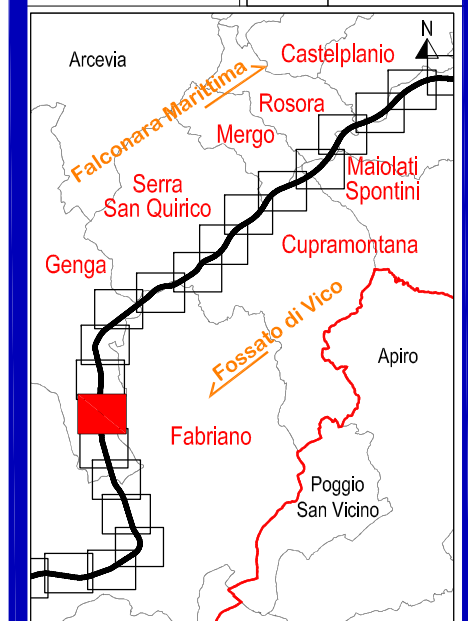 N
Arcevia
Castelplanio
Falconara Marittima
Rosora
Mergo
Maiolati
Spontini
Serra
San Quirico
Cupramontana
Genga
Fossato di Vico
Apiro
Fabriano
Poggio
San Vicino